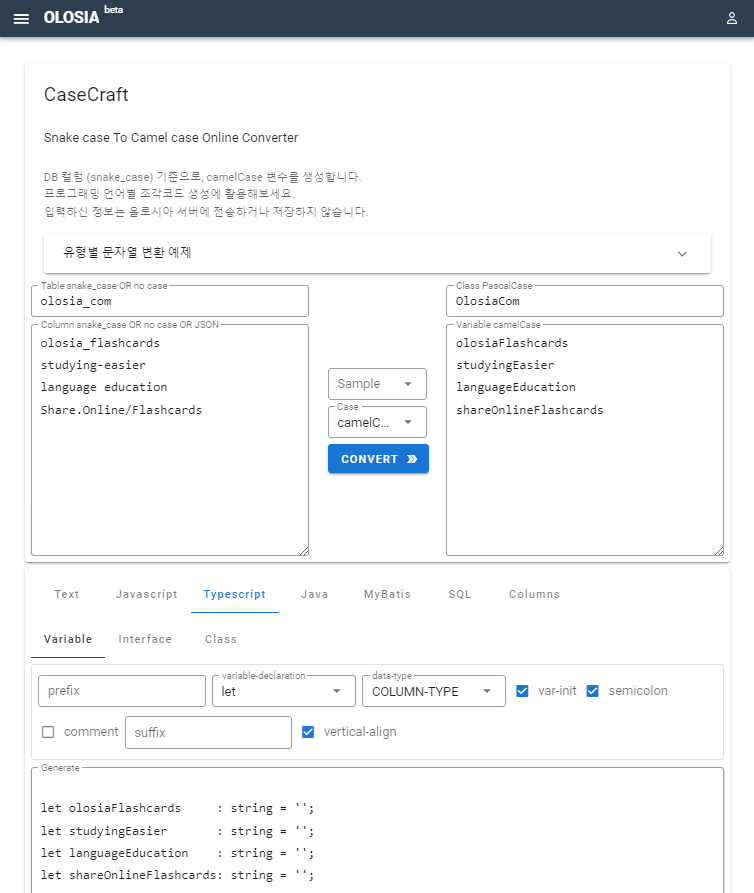 OLOSIA beta
CaseCraft
Snake case To Camel case Online Converter
DB 컬럼 (snake_case) 기준으로, camelCase 변수를 생성합니다.
프로그래밍 언어별 조각코드 생성에 활용해보세요.
입력하신 정보는 올로시아 서버에 전송하거나 저장하지 않습니다.
유형별 문자열 변환 예제
Table snake_case OR no case
olosia_com
Class PascalCase
OlosiaCom
Column snake_case OR no case OR JSON
olosia_flashcards
studying-easier
language education
Share.Online/Flashcards
Sample
Case
camelC...
CONVERT
Variable camelCase
olosiaFlashcards
studyingEasier
languageEducation
shareOnlineFlashcards
Text Javascript Typescript Java MyBatis SQL Columns
Variable Interface Class
prefix
variable-declaration
let
data-type
COLUMN-TYPE
var-init
semicolon
comment
suffix
vertical-align
Generate
let olosiaFlashcards     : string = '';
let studyingEasier       : string = '';
let languageEducation    : string = '';
let shareOnlineFlashcards: string = '';